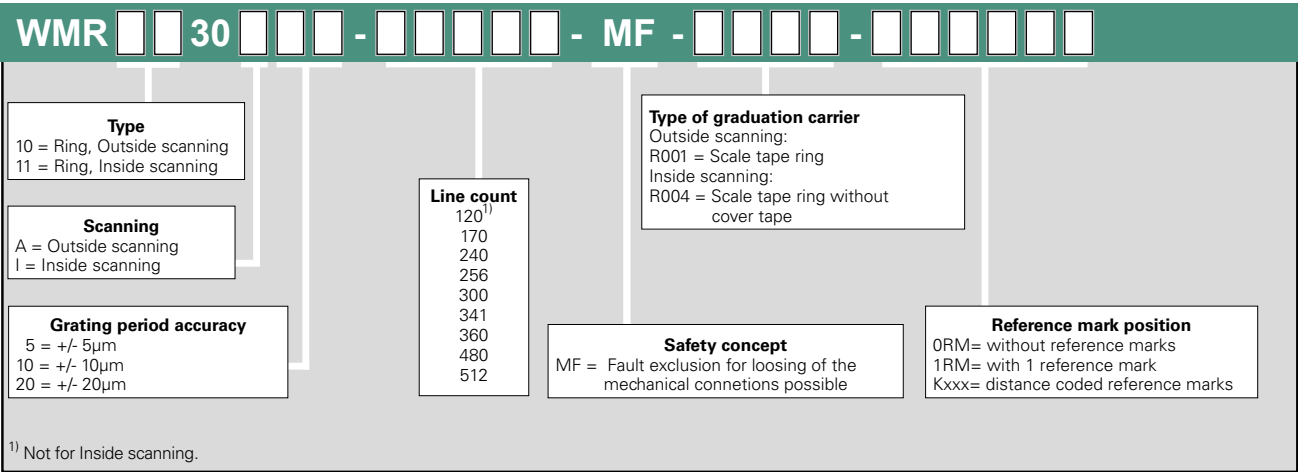 WMR 30 - - MF - -
Type
10 = Ring, Outside scanning
11 = Ring, Inside scanning
Scanning
A = Outside scanning
I = Inside scanning
Grating period accuracy
5 = +/- 5µm
10 = +/- 10µm
20 = +/- 20µm
Line count
120 1)
170
240
256
300
341
360
480
512
Safety concept
MF = Fault exclusion for loosing of the
mechanical connetions possible
Type of graduation carrier
Outside scanning:
R001 = Scale tape ring
Inside scanning:
R004 = Scale tape ring without
cover tape
Reference mark position
0RM= without reference marks
1RM= with 1 reference mark
Kxxx= distance coded reference marks
1) Not for Inside scanning.